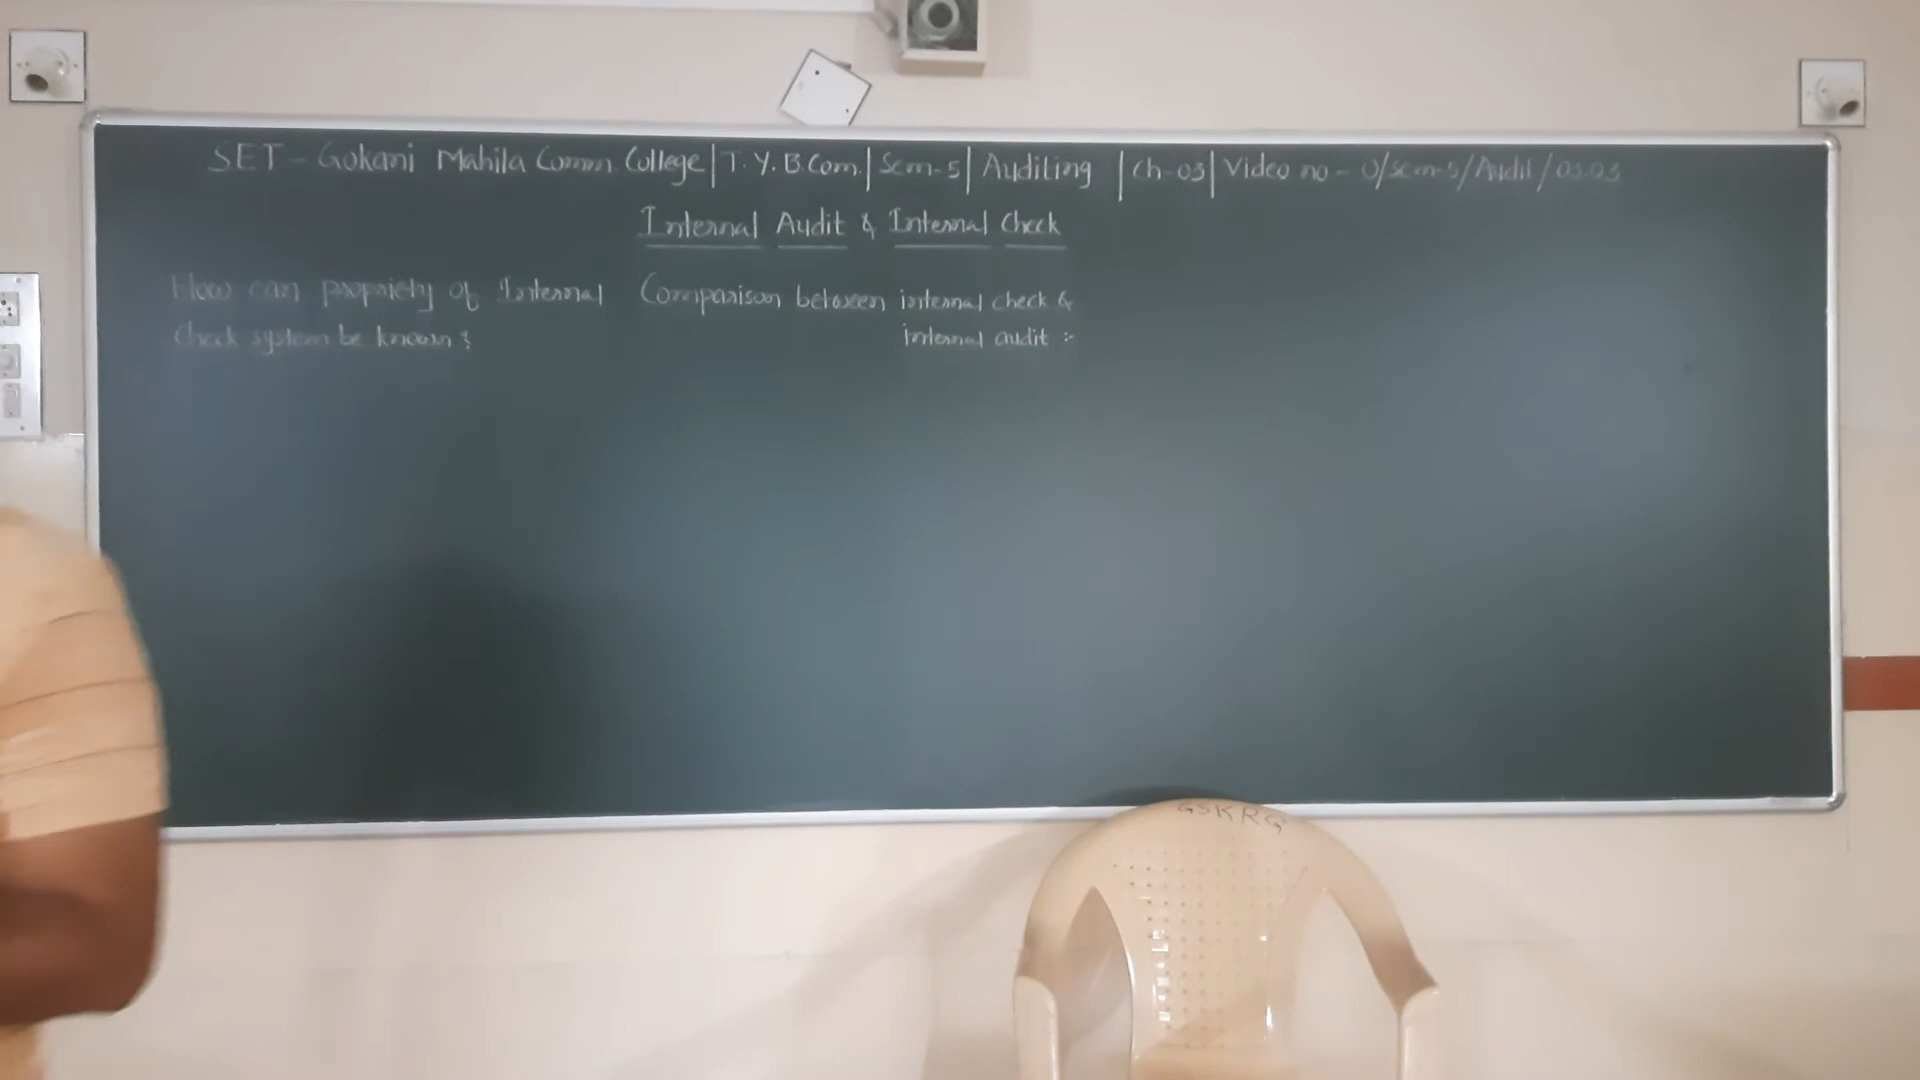 SET - Gokani Mahila Comm. College | T.Y.B.Com. | Sem-5 | Auditing | Ch-03 | Video no - 0/sem-5/Audit/03.03
Internal Audit & Internal Check
How can propriety of Internal
Check system be known?
Comparison between internal check &
internal audit :-
GSKRG